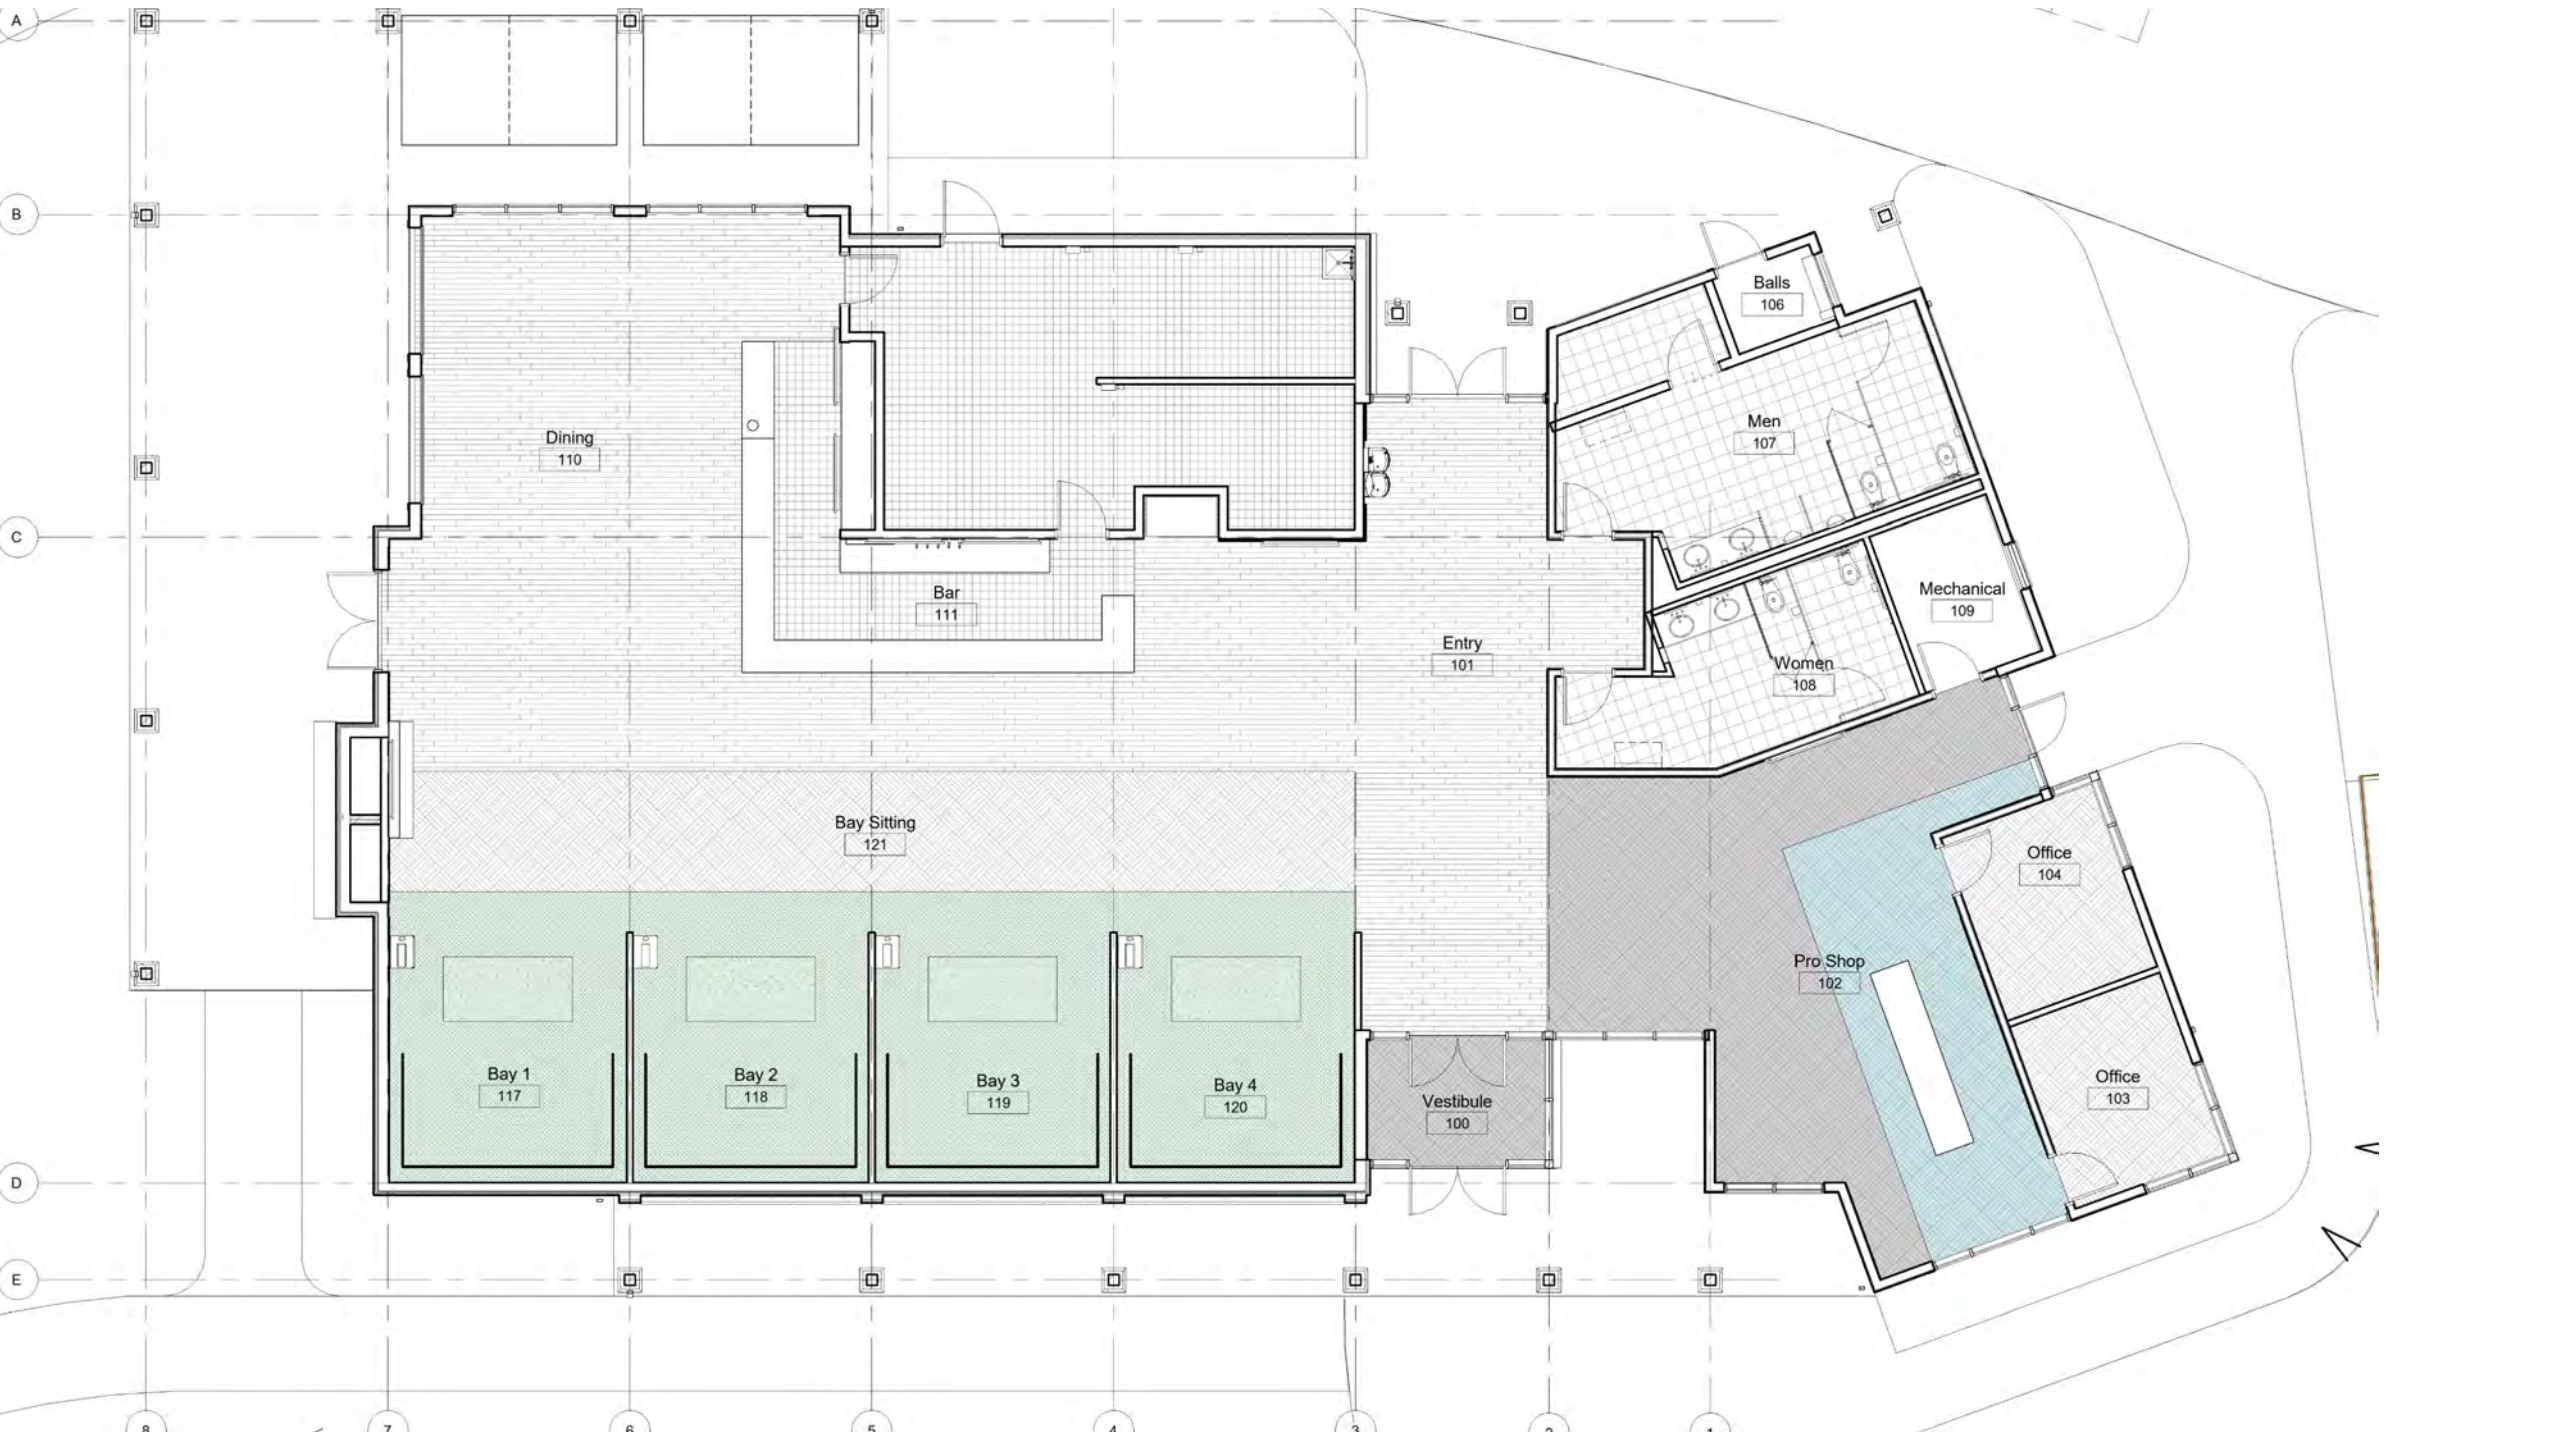 A
B
Balls
106
Men
107
Dining
110
C
Mechanical
109
Bar
111
Entry
101
Women
108
Bay Sitting
121
Office
104
Pro Shop
102
Bay 1
117
Bay 2
118
Bay 3
119
Bay 4
120
Vestibule
100
Office
103
D
E
8
7
6
5
4
3
2
1